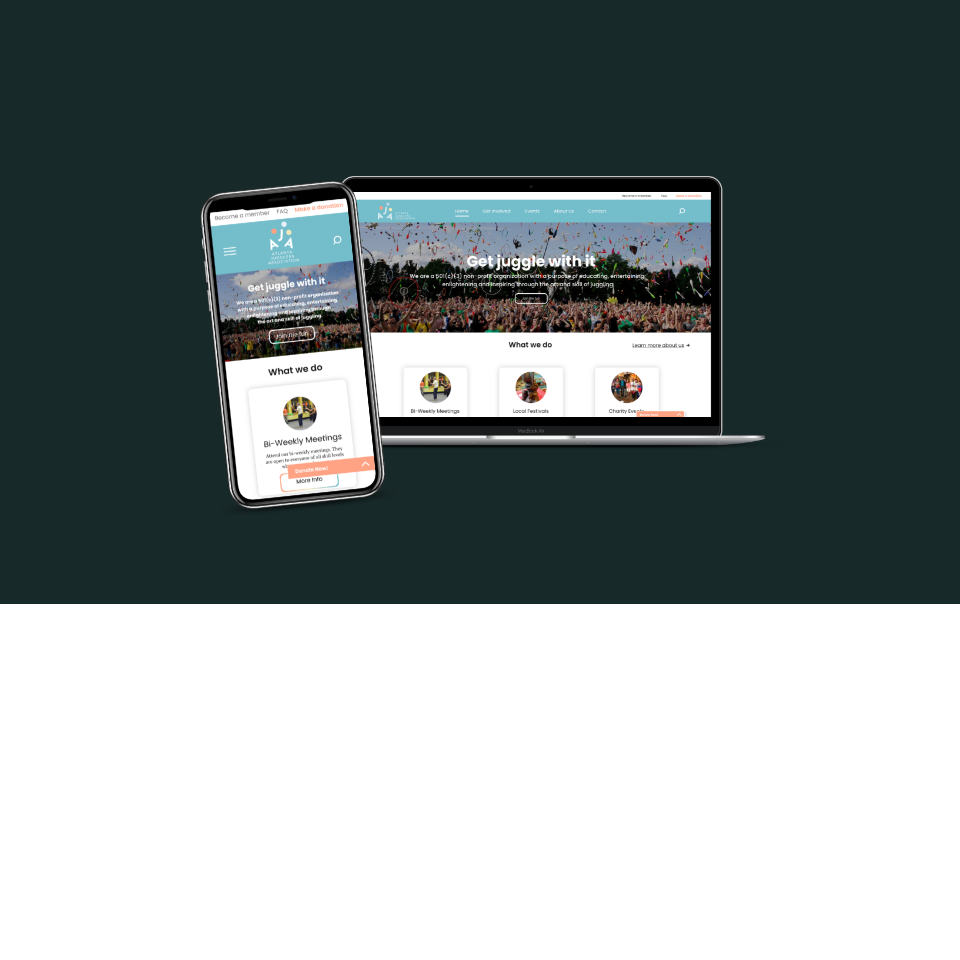 Become a member FAQ Make a donation
AJA
ATLANTA
JUGGLERS
ASSOCIATION
Get juggle with it
We are a 501(c)(3) non-profit organization
with a purpose of educating, entertaining,
enlightening and inspiring through
the art and skill of juggling
Join the fun
What we do
Bi-Weekly Meetings
Attend our bi-weekly meetings. They
are open to everyone of all skill levels
Donate Now!
More Info
Become a member FAQ Make a donation
AJA
ATLANTA
JUGGLERS
ASSOCIATION
Home Get Involved Events About Us Contact
Get juggle with it
We are a 501(c)(3) non-profit organization with a purpose of educating, entertaining,
enlightening and inspiring through the art and skill of juggling
Join the fun
What we do
Learn more about us →
Bi-Weekly Meetings Local Festivals Charity Events
MacBook Air